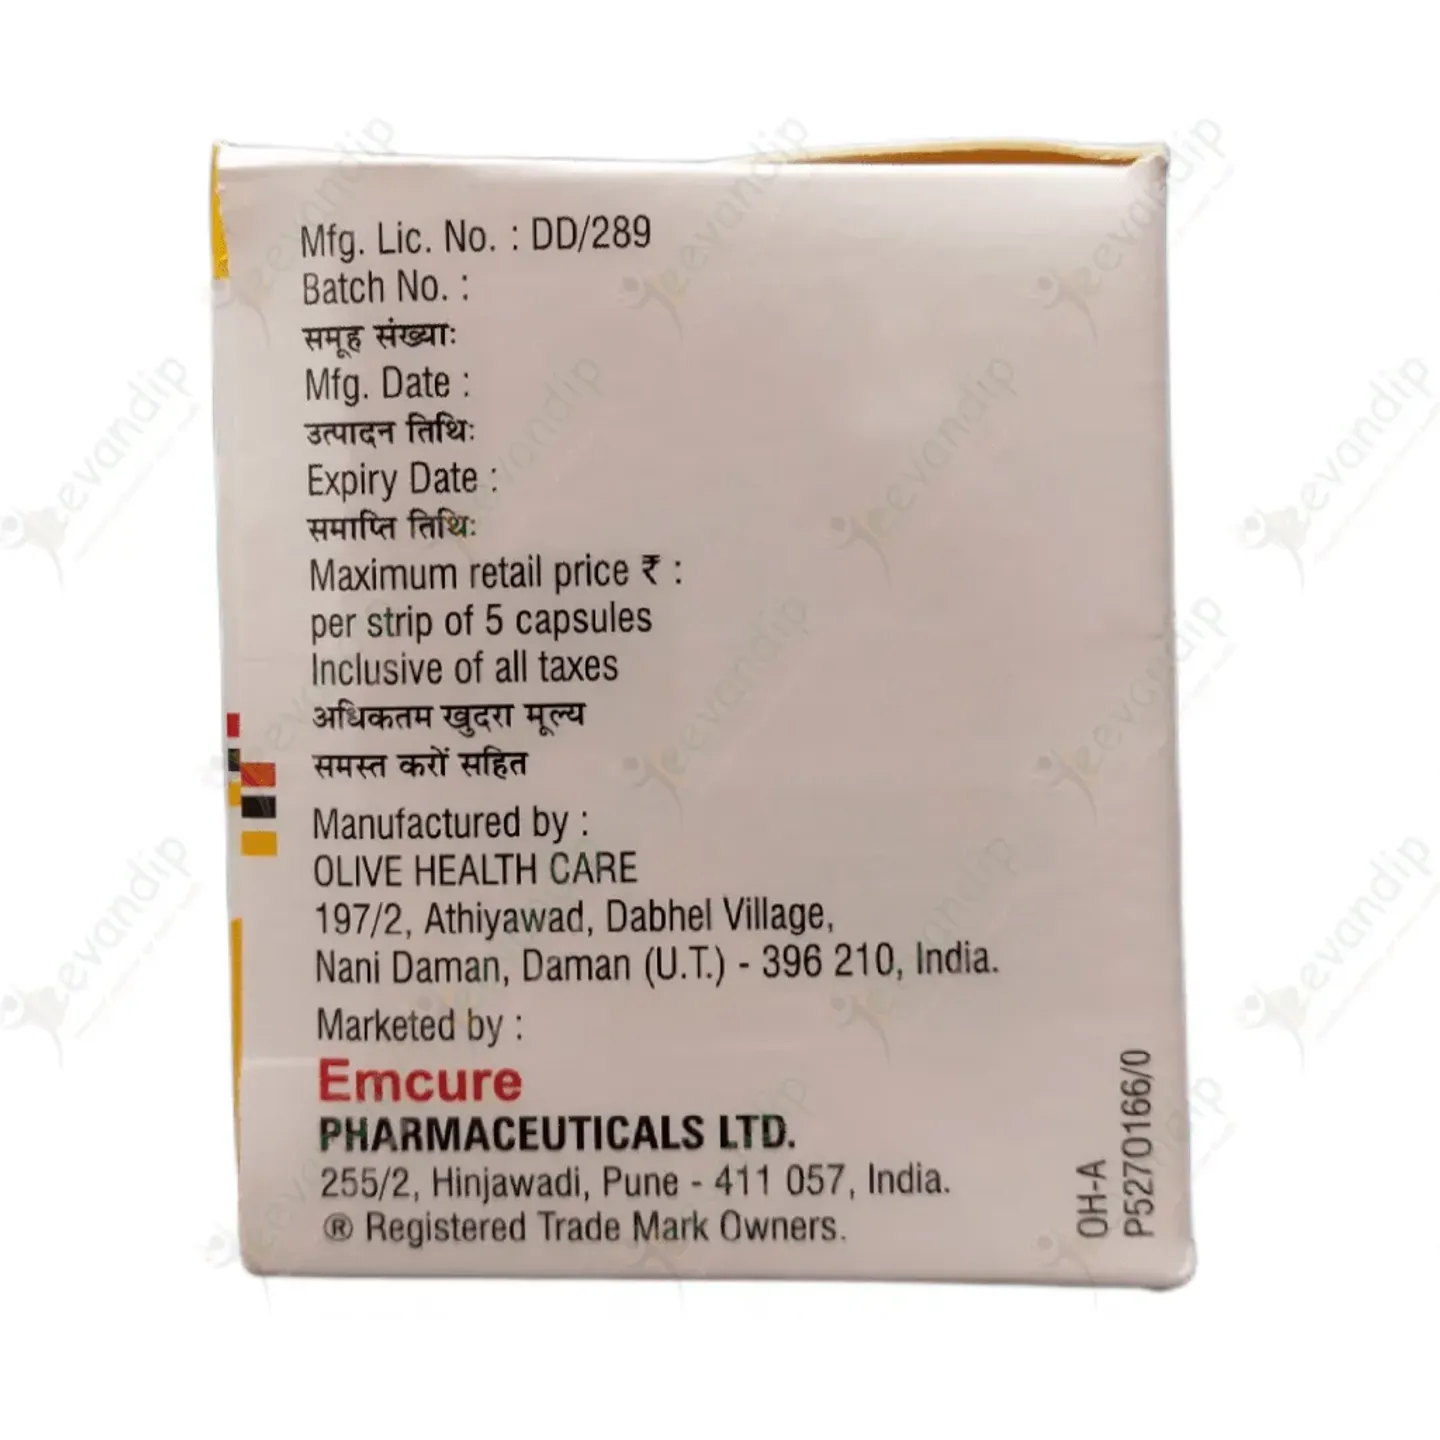 Mfg. Lic. No. : DD/289
Batch No. :
समूह संख्याः
Mfg. Date :
उत्पादन तिथिः
Expiry Date :
समाप्ति तिथिः
Maximum retail price ₹ :
per strip of 5 capsules
Inclusive of all taxes
अधिकतम खुदरा मूल्य
समस्त करों सहित
Manufactured by :
OLIVE HEALTH CARE
197/2, Athiyawad, Dabhel Village,
Nani Daman, Daman (U.T.) - 396 210, India.
Marketed by :
Emcure
PHARMACEUTICALS LTD.
255/2, Hinjawadi, Pune - 411 057, India.
® Registered Trade Mark Owners.
OH-A
P5270166/0
Jeevandip